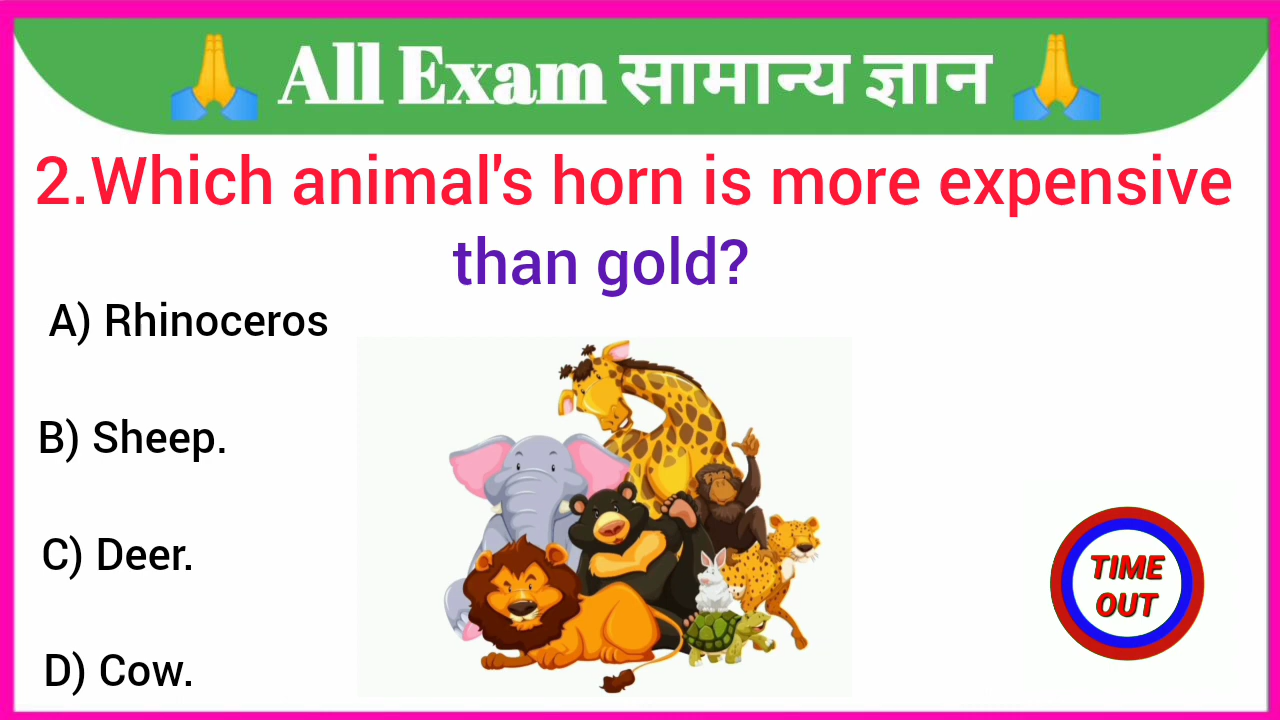 🙏 All Exam सामान्य ज्ञान 🙏
2.Which animal's horn is more expensive
than gold?
A) Rhinoceros
B) Sheep.
C) Deer.
D) Cow.
TIME
OUT